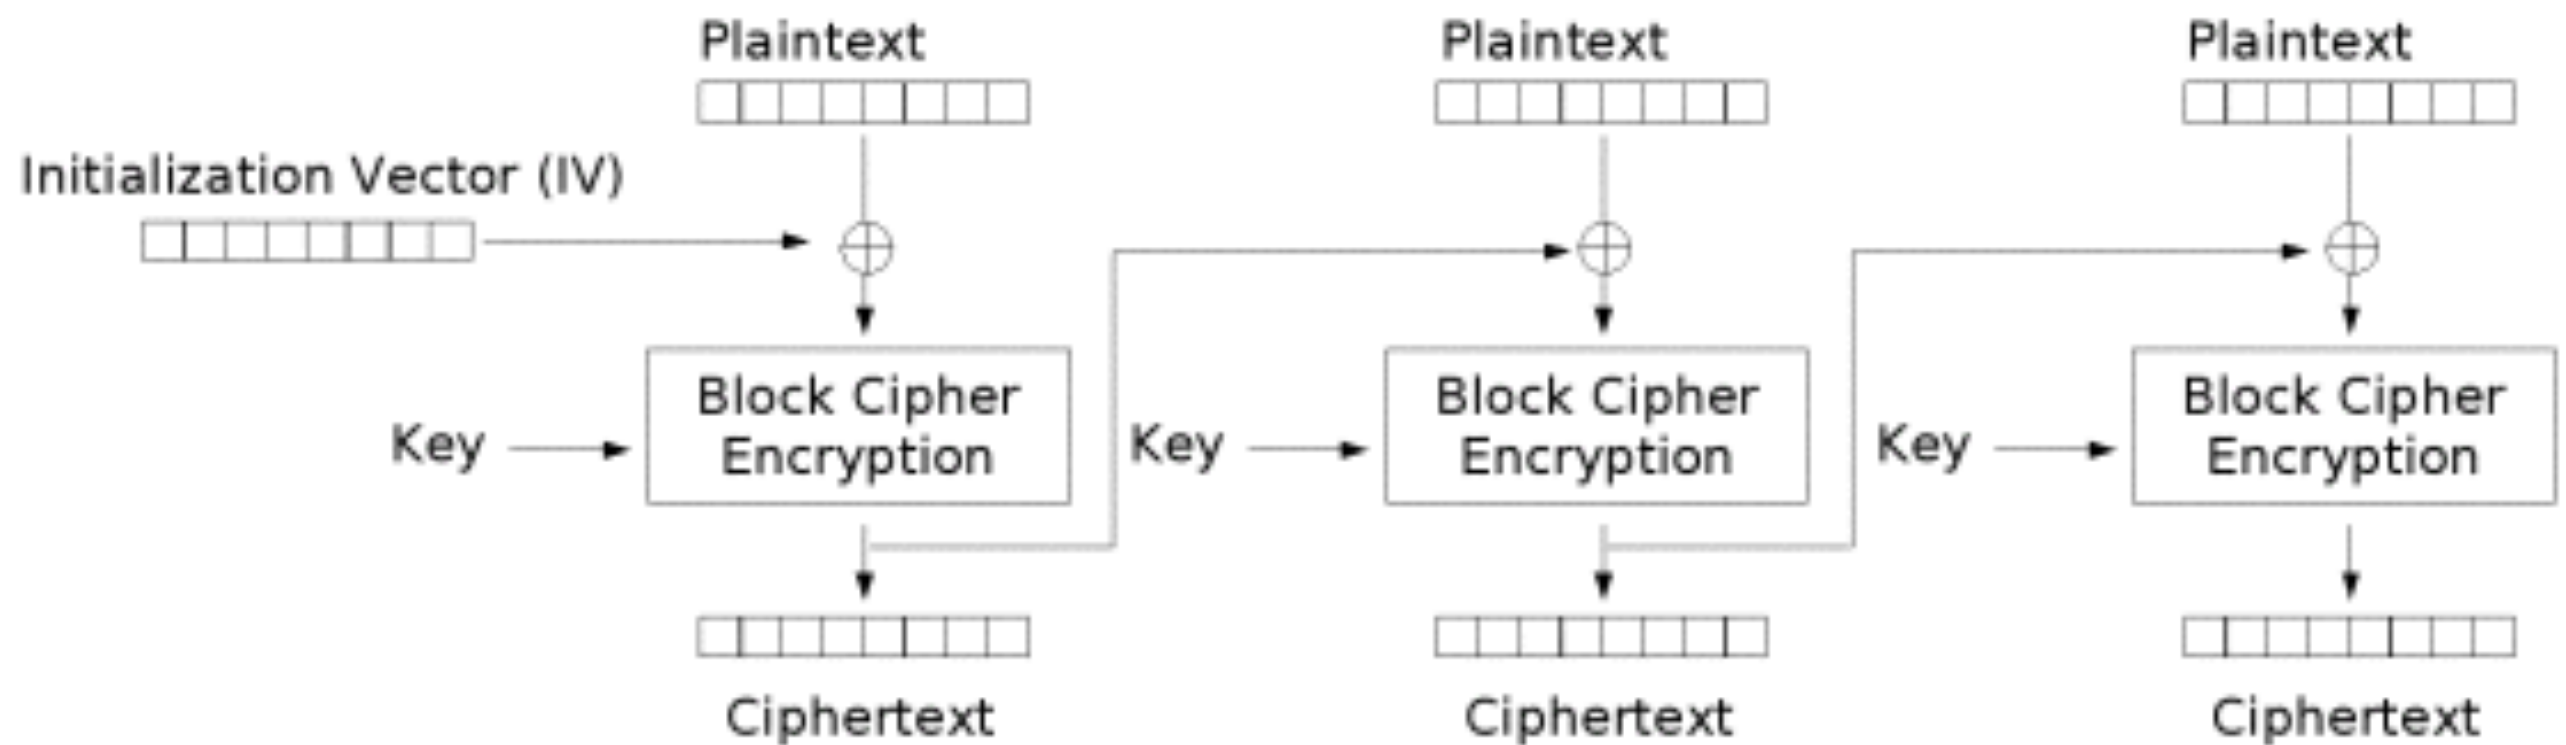 Plaintext
Plaintext
Plaintext
Initialization Vector (IV)
Key
Block Cipher
Encryption
Key
Block Cipher
Encryption
Key
Block Cipher
Encryption
Ciphertext
Ciphertext
Ciphertext